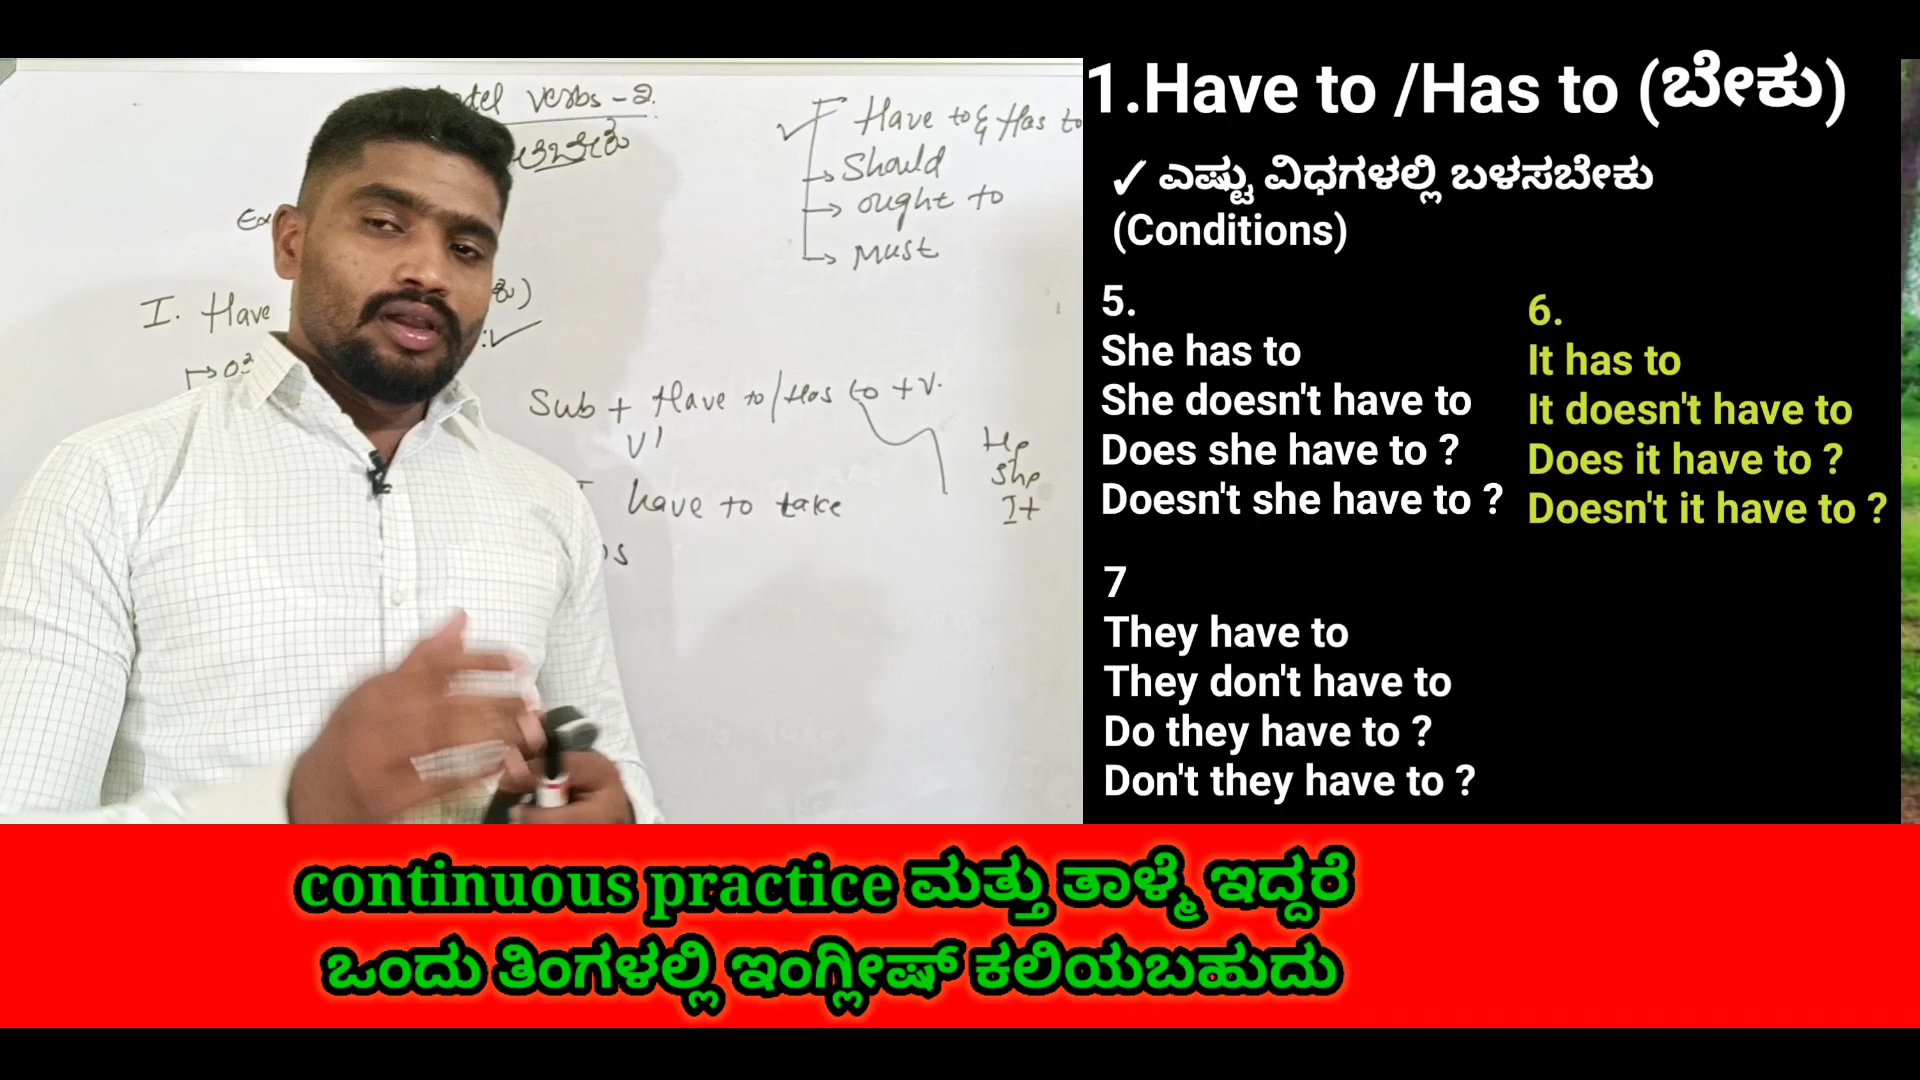 verbs - 2.
Have to & Has to
Should
ought to
Must
I. Have
Sub + Have to/Has to + V.
V1
He
She
It
have to take
1.Have to /Has to (ಬೇಕು)
✓ ಎಷ್ಟು ವಿಧಗಳಲ್ಲಿ ಬಳಸಬೇಕು
(Conditions)
5.
She has to
She doesn't have to
Does she have to ?
Doesn't she have to ?
6.
It has to
It doesn't have to
Does it have to ?
Doesn't it have to ?
7
They have to
They don't have to
Do they have to ?
Don't they have to ?
continuous practice ಮತ್ತು ತಾಳ್ಮೆ ಇದ್ದರೆ
ಒಂದು ತಿಂಗಳಲ್ಲಿ ಇಂಗ್ಲೀಷ್ ಕಲಿಯಬಹುದು